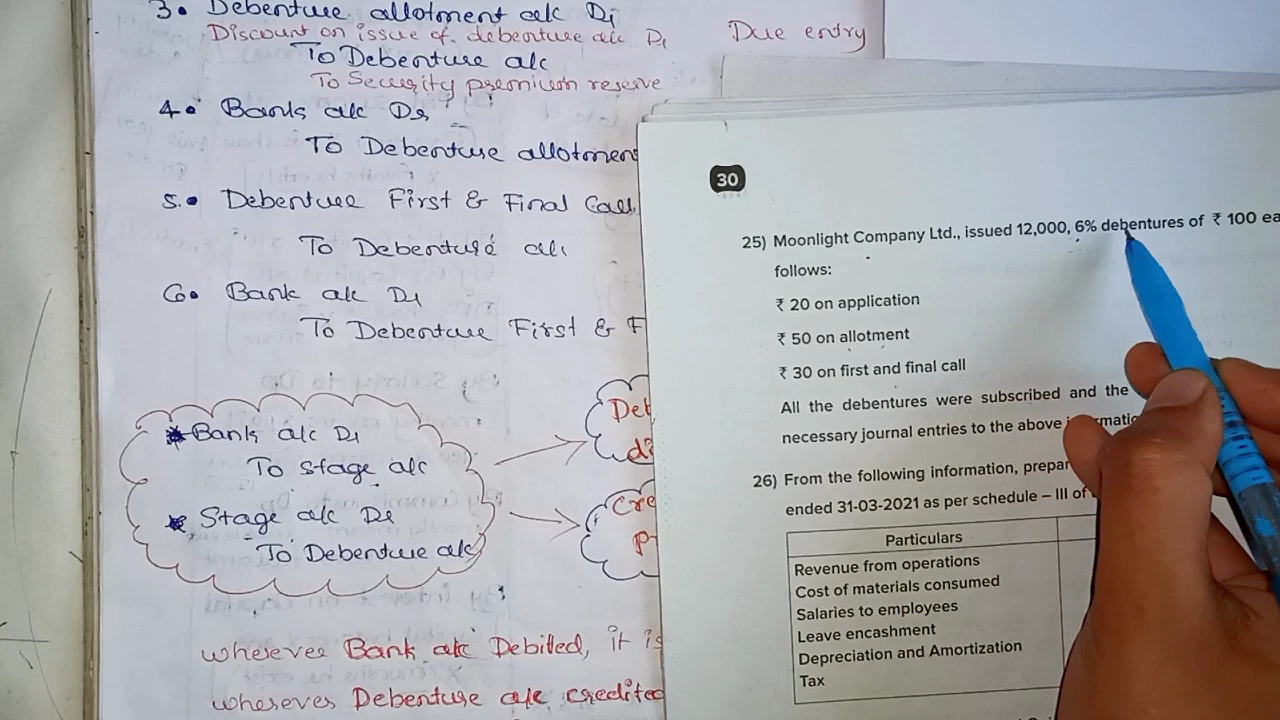 3. Debenture allotment a/c Dr
Discount on issue of debenture a/c Dr Due entry
To Debenture a/c
To Security premium reserve
4. Bank a/c Dr
To Debenture allotment
5. Debenture First & Final Call
To Debenture a/c
6. Bank a/c Dr
To Debenture First & F
Bank a/c Dr
To Stage a/c
Stage a/c Dr
To Debenture a/c
Deb
Cre
wherever Bank a/c Debited, it is
wherever Debenture a/c credited
30
25) Moonlight Company Ltd., issued 12,000, 6% debentures of ₹ 100 ea
follows:
₹ 20 on application
₹ 50 on allotment
₹ 30 on first and final call
All the debentures were subscribed and the
necessary journal entries to the above
26) From the following information, prepar
ended 31-03-2021 as per schedule – III of
Particulars
Revenue from operations
Cost of materials consumed
Salaries to employees
Leave encashment
Depreciation and Amortization
Tax